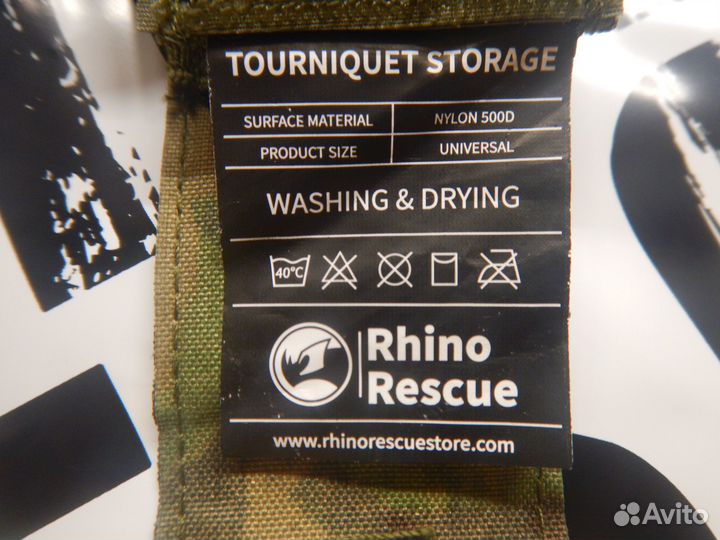 TOURNIQUET STORAGE
SURFACE MATERIAL NYLON 500D
PRODUCT SIZE UNIVERSAL
WASHING & DRYING
40°C
Rhino
Rescue
www.rhinorescuestore.com
Avito